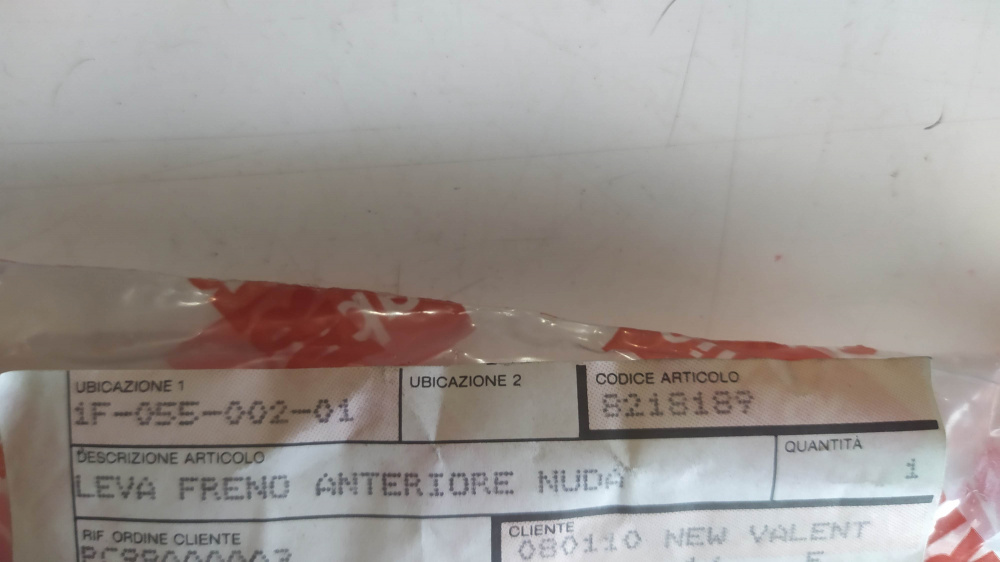 UBICAZIONE 1
1F-055-002-01
UBICAZIONE 2
CODICE ARTICOLO
8218189
DESCRIZIONE ARTICOLO
LEVA FRENO ANTERIORE NUDA
QUANTITÀ
1
RIF ORDINE CLIENTE
CLIENTE
080110 NEW VALENT